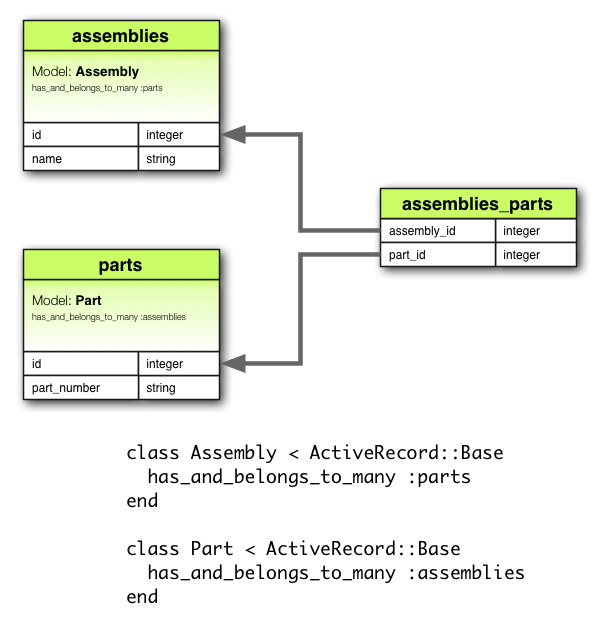 assemblies
Model: Assembly
has_and_belongs_to_many :parts
id integer
name string
assemblies_parts
assembly_id integer
part_id integer
parts
Model: Part
has_and_belongs_to_many :assemblies
id integer
part_number string
class Assembly < ActiveRecord::Base
  has_and_belongs_to_many :parts
end
class Part < ActiveRecord::Base
  has_and_belongs_to_many :assemblies
end